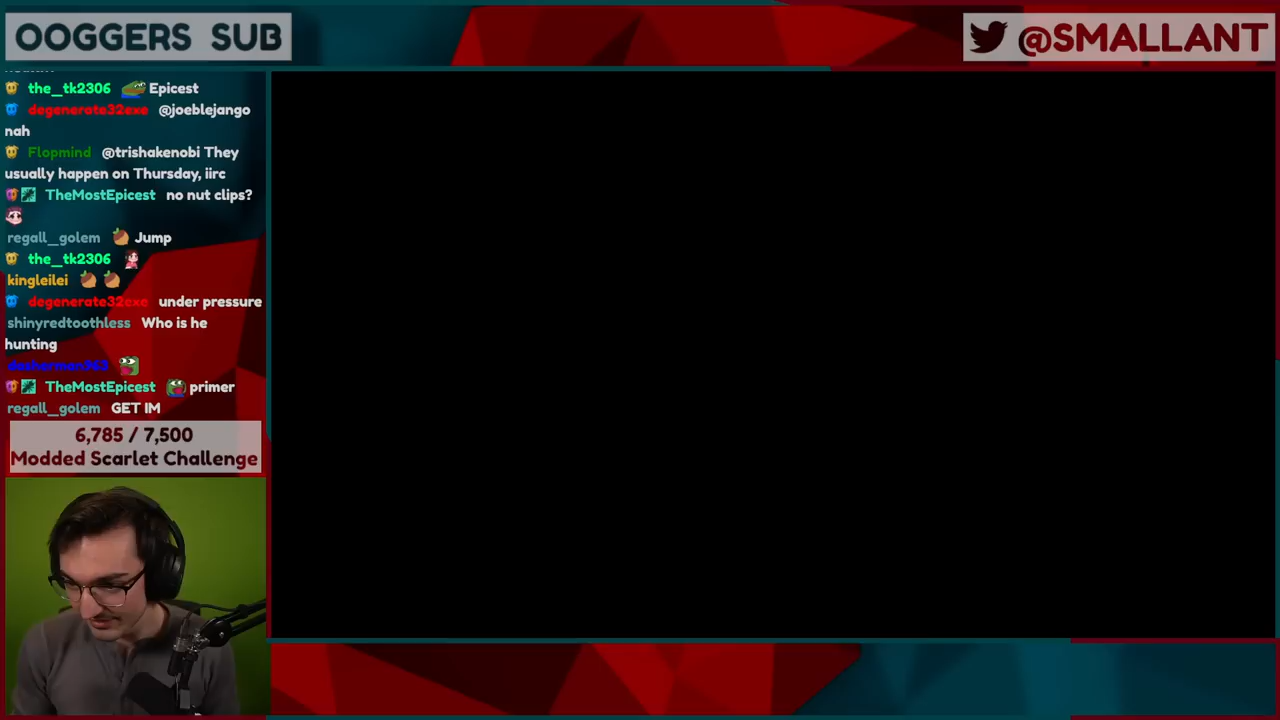 OOGGERS SUB
@SMALLANT
the_tk2306 Epicest
degenerate32exe @joeblejango
nah
Flopmind @trishakenobi They
usually happen on Thursday, iirc
TheMostEpicest no nut clips?
regall_golem Jump
the_tk2306
kingleilei
degenerate32exe under pressure
shinyredtoothless Who is he
hunting
dasherman963
TheMostEpicest primer
regall_golem GET IM
6,785 / 7,500
Modded Scarlet Challenge